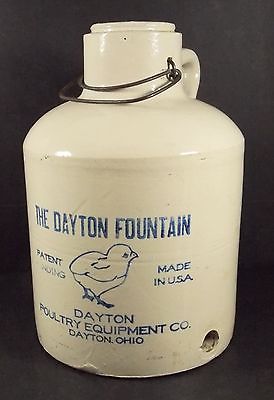 THE DAYTON FOUNTAIN
PATENT
PENDING
MADE
IN U.S.A.
DAYTON
POULTRY EQUIPMENT CO.
DAYTON, OHIO